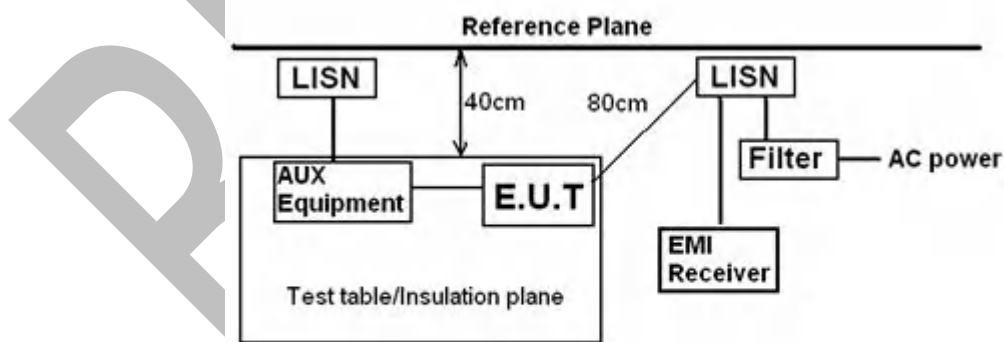 Reference Plane
LISN
LISN
40cm
80cm
Filter
AC power
AUX
Equipment
E.U.T
EMI
Receiver
Test table/Insulation plane